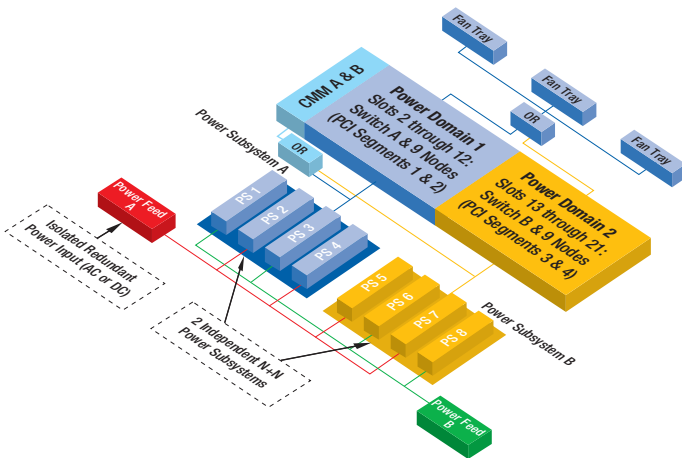 Fan Tray
Fan Tray
Fan Tray
OR
CMM A & B
Power Domain 1
Slots 2 through 12:
Switch A & 9 Nodes
(PCI Segments 1 & 2)
Power Domain 2
Slots 13 through 21:
Switch B & 9 Nodes
(PCI Segments 3 & 4)
OR
Power Subsystem A
PS 1
PS 2
PS 3
PS 4
Power Feed
A
Isolated Redundant
Power Input (AC or DC)
PS 5
PS 6
PS 7
PS 8
Power Subsystem B
2 Independent N+N
Power Subsystems
Power Feed
B